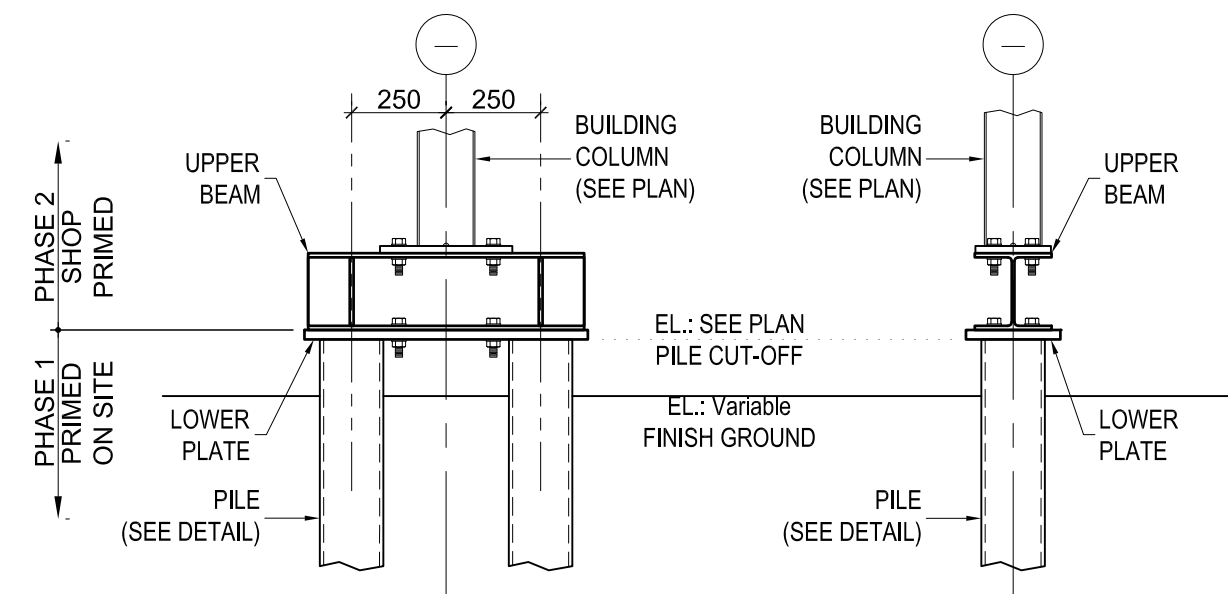 250
250
BUILDING
COLUMN
(SEE PLAN)
UPPER
BEAM
PHASE 2
SHOP
PRIMED
PHASE 1
PRIMED
ON SITE
LOWER
PLATE
PILE
(SEE DETAIL)
EL.: SEE PLAN
PILE CUT-OFF
EL.: Variable
FINISH GROUND
BUILDING
COLUMN
(SEE PLAN)
UPPER
BEAM
LOWER
PLATE
PILE
(SEE DETAIL)